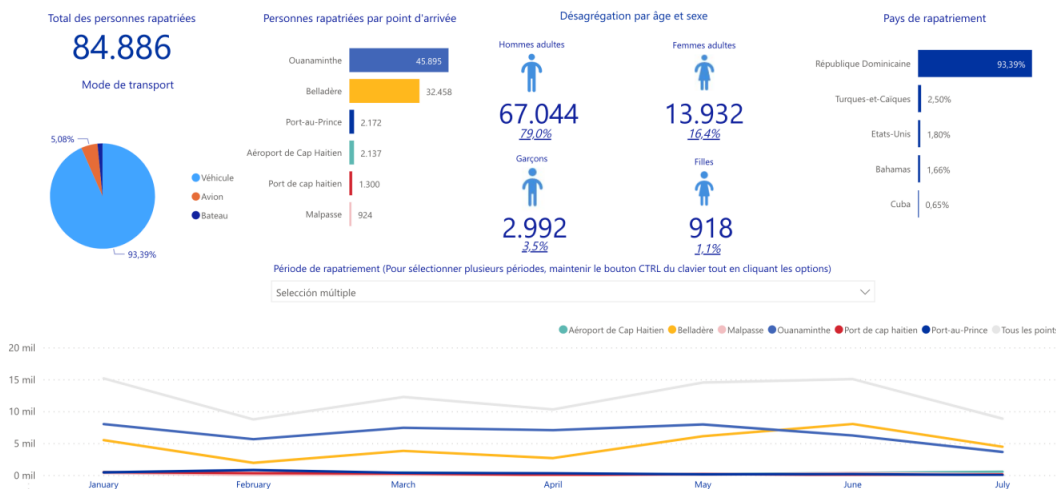 Total des personnes rapatriées
84.886
Mode de transport
5,08%
93,39%
Véhicule
Avion
Bateau
Personnes rapatriées par point d'arrivée
Ouanaminthe 45.895
Belladère 32.458
Port-au-Prince 2.172
Aéroport de Cap Haitien 2.137
Port de cap haitien 1.300
Malpasse 924
Désagrégation par âge et sexe
Hommes adultes
67.044
79,0%
Femmes adultes
13.932
16,4%
Garçons
2.992
3,5%
Filles
918
1,1%
Pays de rapatriement
République Dominicaine 93,39%
Turques-et-Caïques 2,50%
Etats-Unis 1,80%
Bahamas 1,66%
Cuba 0,65%
Période de rapatriement (Pour sélectionner plusieurs périodes, maintenir le bouton CTRL du clavier tout en cliquant les options)
Selección múltiple
Aéroport de Cap Haitien Belladère Malpasse Ouanaminthe Port de cap haitien Port-au-Prince Tous les points
20 mil
15 mil
10 mil
5 mil
0 mil
January February March April May June July